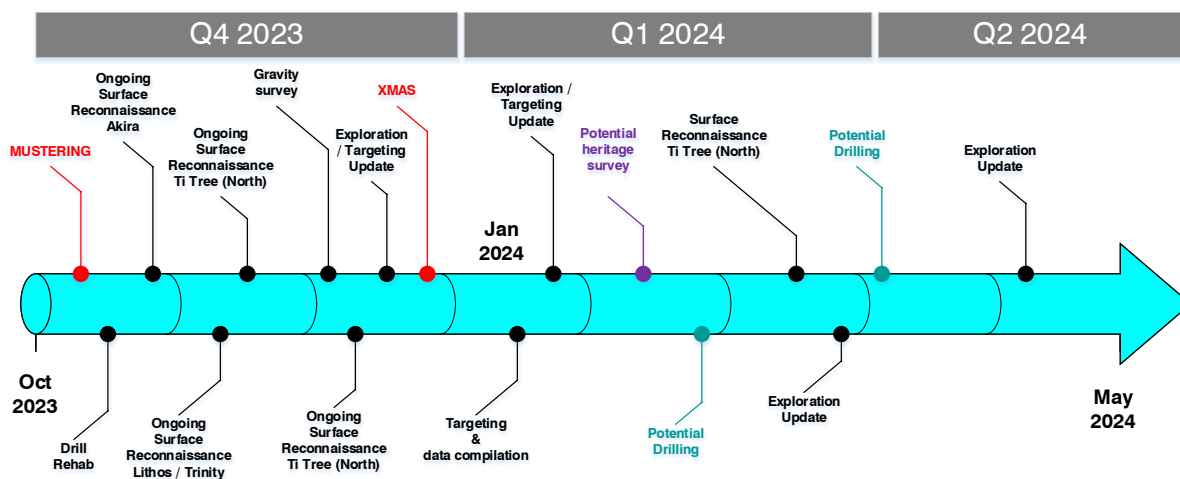 Q4 2023
Q1 2024
Q2 2024
Ongoing
Surface
Reconnaissance
Akira
Gravity
survey
XMAS
Exploration /
Targeting
Update
MUSTERING
Ongoing
Surface
Reconnaissance
Ti Tree (North)
Exploration
/ Targeting
Update
Potential
heritage
survey
Surface
Reconnaissance
Ti Tree (North)
Potential
Drilling
Exploration
Update
Jan
2024
Oct
2023
May
2024
Drill
Rehab
Ongoing
Surface
Reconnaissance
Lithos / Trinity
Ongoing
Surface
Reconnaissance
Ti Tree (North)
Targeting
&
data compilation
Potential
Drilling
Exploration
Update